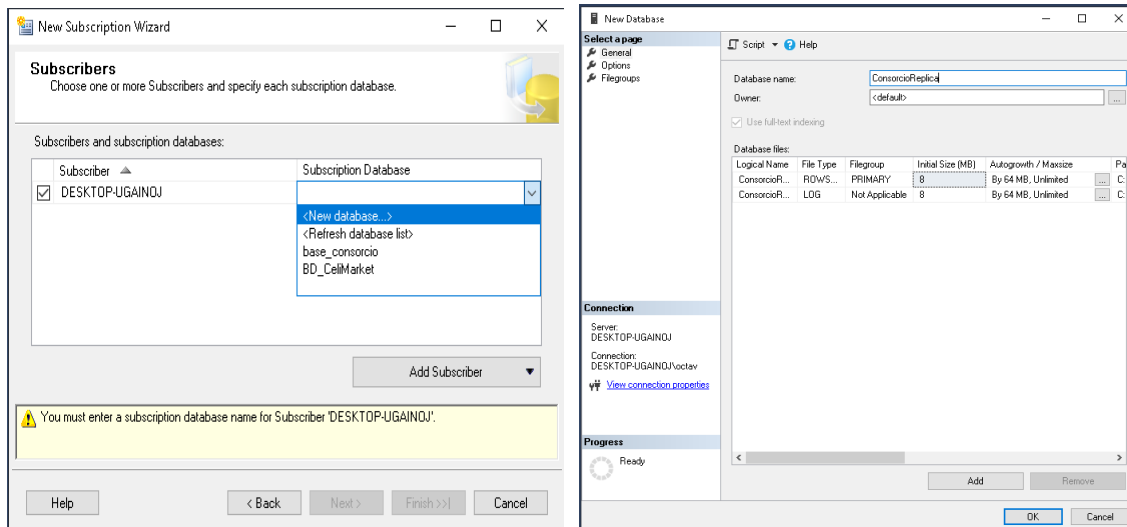 New Subscription Wizard
Subscribers
Choose one or more Subscribers and specify each subscription database.
Subscribers and subscription databases:
Subscriber Subscription Database
DESKTOP-UGAINOJ
<New database...>
<Refresh database list>
base_consorcio
BD_CeliMarket
Add Subscriber
You must enter a subscription database name for Subscriber 'DESKTOP-UGAINOJ'.
Help < Back Next > Finish >>| Cancel
New Database
Select a page
General
Options
Filegroups
Script Help
Database name: ConsorcioReplica
Owner: <default> ...
Use full-text indexing
Database files:
Logical Name File Type Filegroup Initial Size (MB) Autogrowth / Maxsize Pa
ConsorcioR... ROWS... PRIMARY 8 By 64 MB, Unlimited ... C:
ConsorcioR... LOG Not Applicable 8 By 64 MB, Unlimited ... C:
Connection
Server:
DESKTOP-UGAINOJ
Connection:
DESKTOP-UGAINOJ\octav
View connection properties
Progress
Ready
Add Remove
OK Cancel